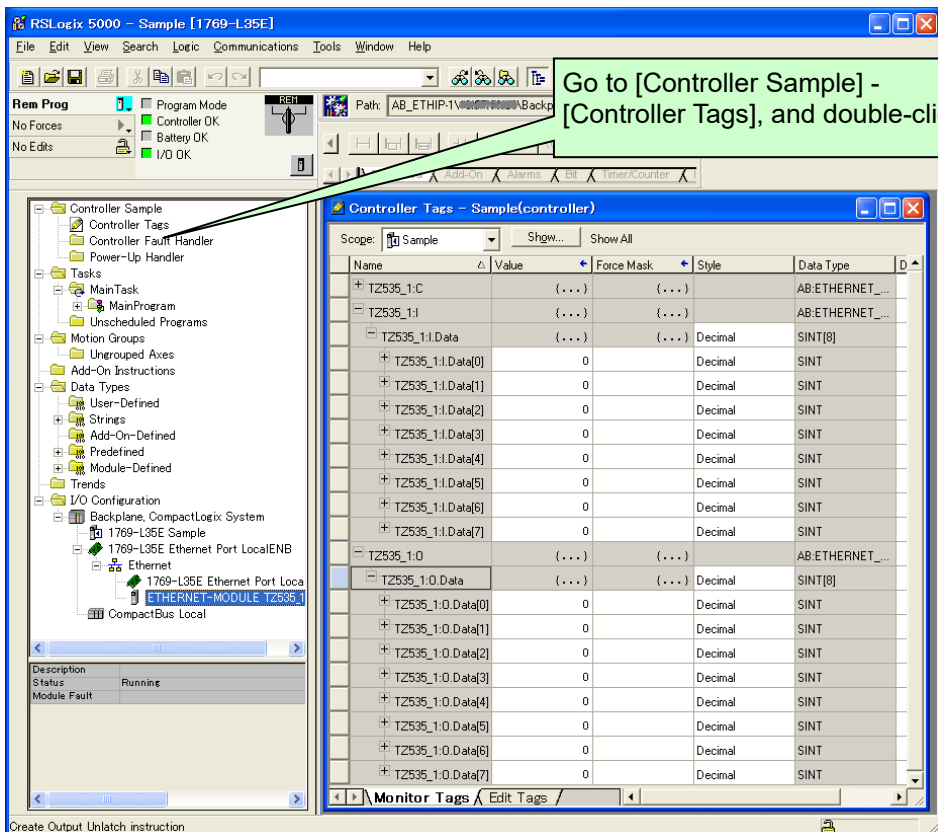 RSLogix 5000 - Sample [1769-L35E]
File Edit View Search Logic Communications Tools Window Help
Go to [Controller Sample] -
[Controller Tags], and double-cli
Rem Prog
No Forces
No Edits
Program Mode
Controller OK
Battery OK
I/O OK
REM
Path: AB_ETHIP-1\
Add-On Alarms Bit Timer/Counter
Controller Sample
Controller Tags
Controller Fault Handler
Power-Up Handler
Tasks
MainTask
MainProgram
Unscheduled Programs
Motion Groups
Ungrouped Axes
Add-On Instructions
Data Types
User-Defined
Strings
Add-On-Defined
Predefined
Module-Defined
Trends
I/O Configuration
Backplane, CompactLogix System
1769-L35E Sample
1769-L35E Ethernet Port LocalENB
Ethernet
1769-L35E Ethernet Port Loca
ETHERNET-MODULE TZ535_1
CompactBus Local
Description
Status Running
Module Fault
Controller Tags - Sample(controller)
Scope: Sample Show... Show All
Name Value Force Mask Style Data Type D
TZ535_1:C {...} {...} AB:ETHERNET_...
TZ535_1:I {...} {...} AB:ETHERNET_...
TZ535_1:I.Data {...} {...} Decimal SINT[8]
TZ535_1:I.Data[0] 0 Decimal SINT
TZ535_1:I.Data[1] 0 Decimal SINT
TZ535_1:I.Data[2] 0 Decimal SINT
TZ535_1:I.Data[3] 0 Decimal SINT
TZ535_1:I.Data[4] 0 Decimal SINT
TZ535_1:I.Data[5] 0 Decimal SINT
TZ535_1:I.Data[6] 0 Decimal SINT
TZ535_1:I.Data[7] 0 Decimal SINT
TZ535_1:O {...} {...} AB:ETHERNET_...
TZ535_1:O.Data {...} {...} Decimal SINT[8]
TZ535_1:O.Data[0] 0 Decimal SINT
TZ535_1:O.Data[1] 0 Decimal SINT
TZ535_1:O.Data[2] 0 Decimal SINT
TZ535_1:O.Data[3] 0 Decimal SINT
TZ535_1:O.Data[4] 0 Decimal SINT
TZ535_1:O.Data[5] 0 Decimal SINT
TZ535_1:O.Data[6] 0 Decimal SINT
TZ535_1:O.Data[7] 0 Decimal SINT
Monitor Tags Edit Tags
Create Output Unlatch instruction